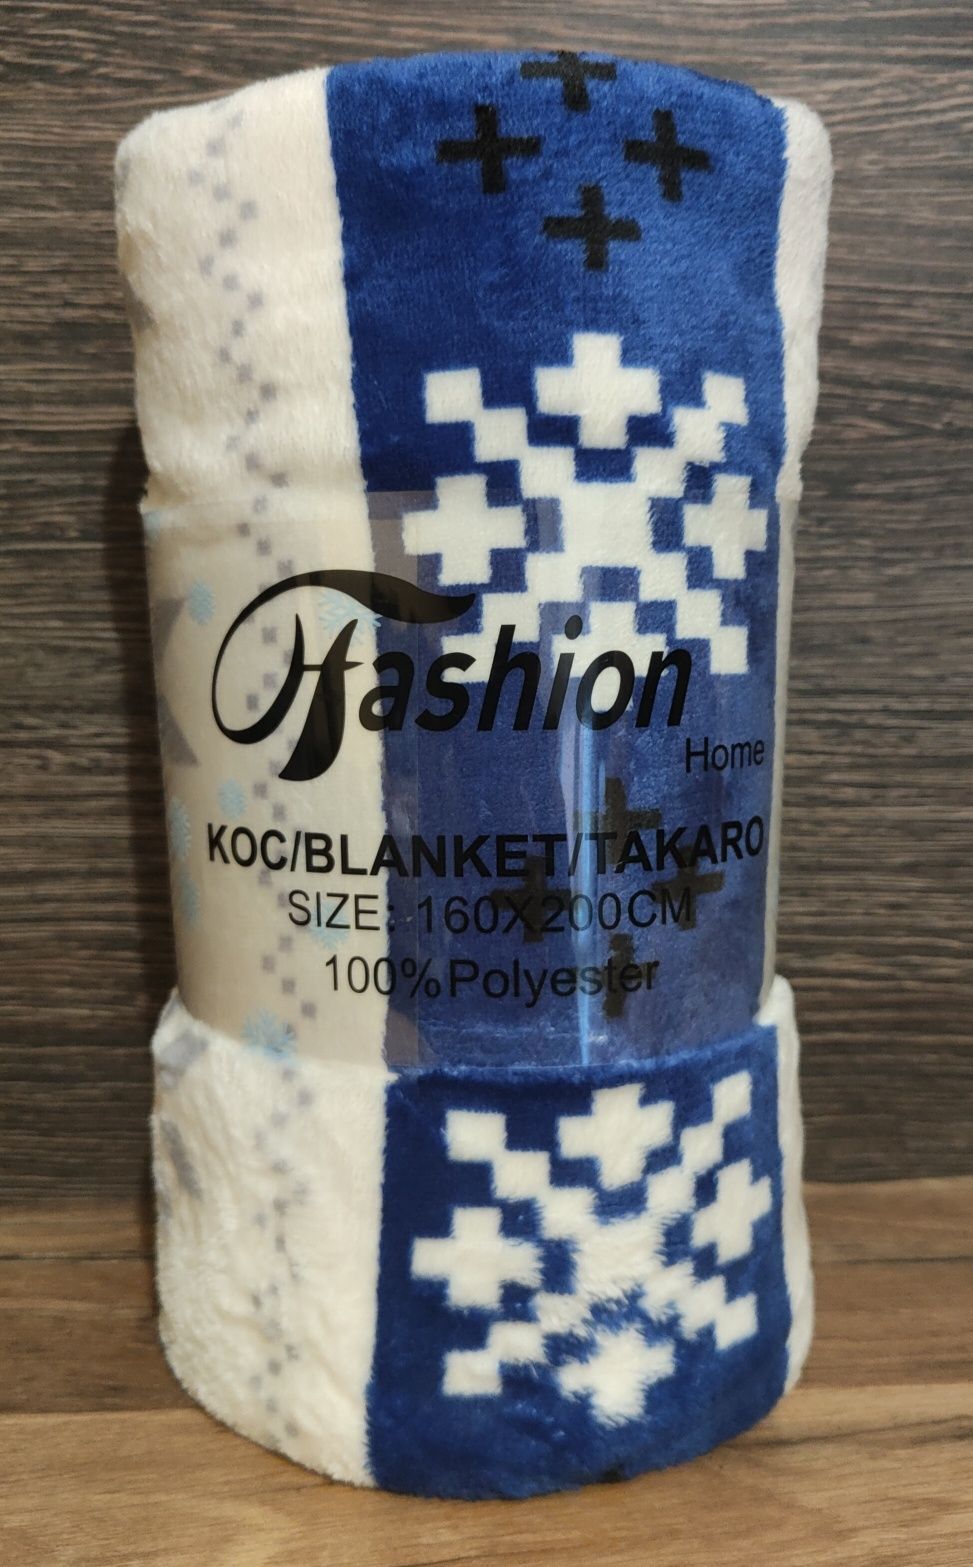 Fashion
Home
KOC/BLANKET/TAKARO
SIZE: 160X200CM
100%Polyester